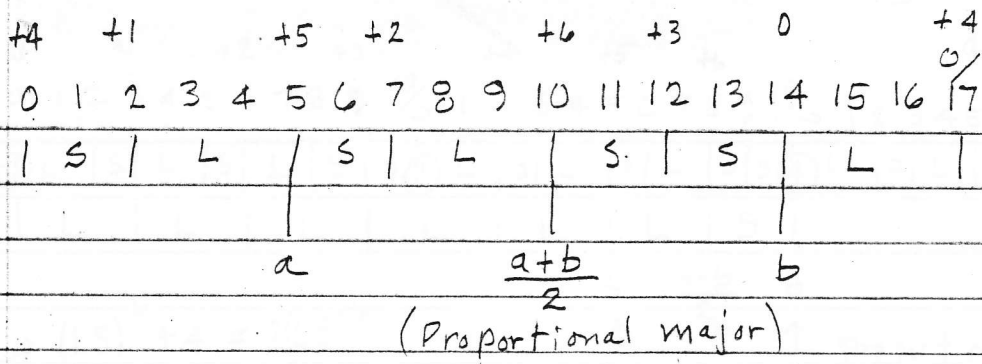 +4 +1 +5 +2 +6 +3 0 +4
0 1 2 3 4 5 6 7 8 9 10 11 12 13 14 15 16 0/17
| S | L | S | L | S. | S | L |
a a+b/2 b
(Proportional major)